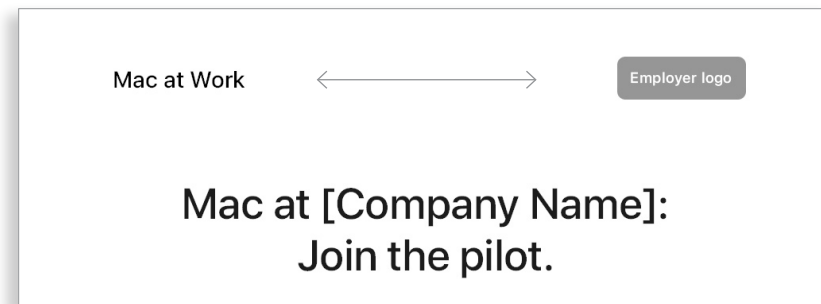 Mac at Work
Employer logo
Mac at [Company Name]:
Join the pilot.